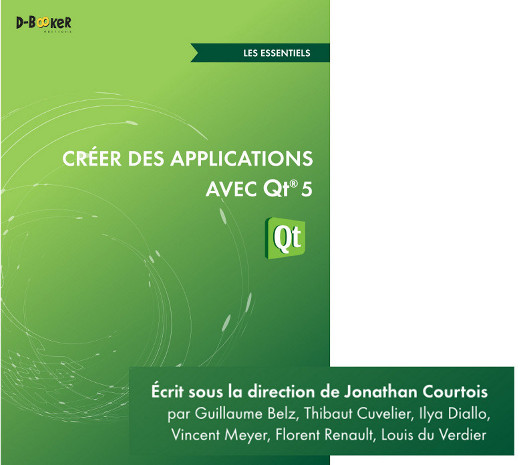 D-BOOKER
ÉDITIONS
LES ESSENTIELS
CRÉER DES APPLICATIONS
AVEC Qt® 5
Qt
Écrit sous la direction de Jonathan Courtois
par Guillaume Belz, Thibaut Cuvelier, Ilya Diallo,
Vincent Meyer, Florent Renault, Louis du Verdier